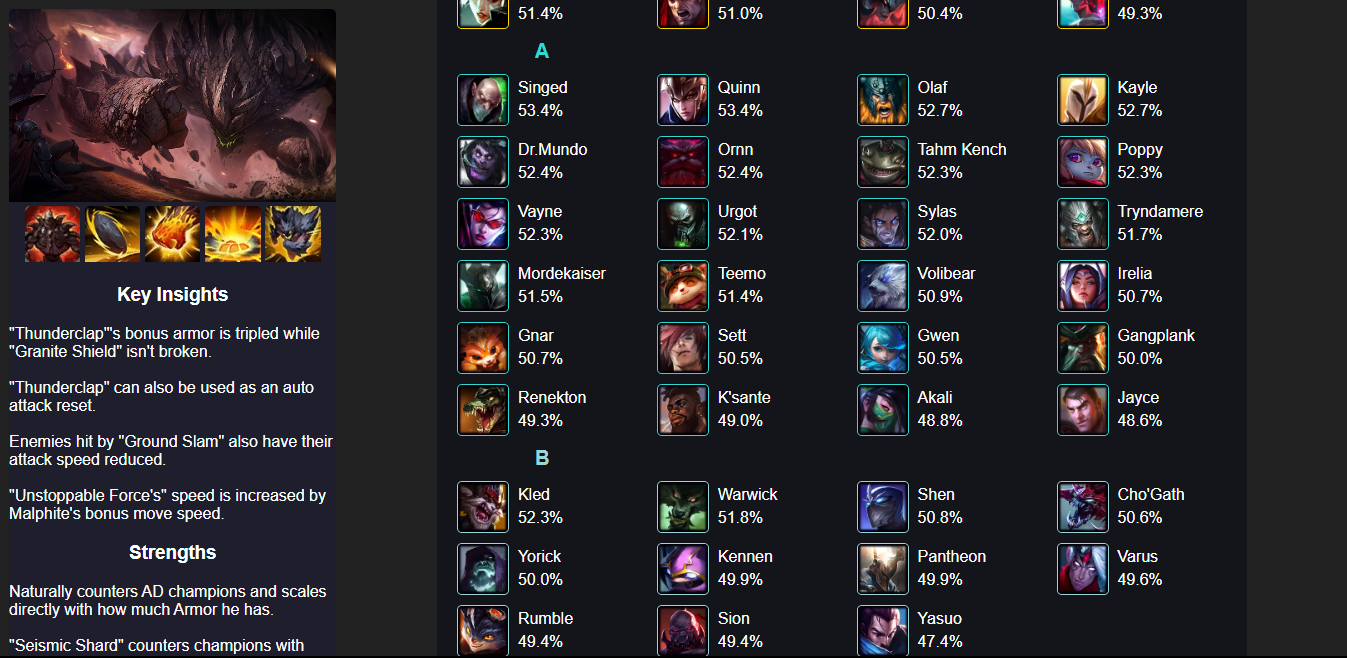 Key Insights
"Thunderclap"'s bonus armor is tripled while
"Granite Shield" isn't broken.
"Thunderclap" can also be used as an auto
attack reset.
Enemies hit by "Ground Slam" also have their
attack speed reduced.
"Unstoppable Force's" speed is increased by
Malphite's bonus move speed.
Strengths
Naturally counters AD champions and scales
directly with how much Armor he has.
"Seismic Shard" counters champions with
51.4% 51.0% 50.4% 49.3%
A
Singed Quinn Olaf Kayle
53.4% 53.4% 52.7% 52.7%
Dr.Mundo Ornn Tahm Kench Poppy
52.4% 52.4% 52.3% 52.3%
Vayne Urgot Sylas Tryndamere
52.3% 52.1% 52.0% 51.7%
Mordekaiser Teemo Volibear Irelia
51.5% 51.4% 50.9% 50.7%
Gnar Sett Gwen Gangplank
50.7% 50.5% 50.5% 50.0%
Renekton K'sante Akali Jayce
49.3% 49.0% 48.8% 48.6%
B
Kled Warwick Shen Cho'Gath
52.3% 51.8% 50.8% 50.6%
Yorick Kennen Pantheon Varus
50.0% 49.9% 49.9% 49.6%
Rumble Sion Yasuo
49.4% 49.4% 47.4%